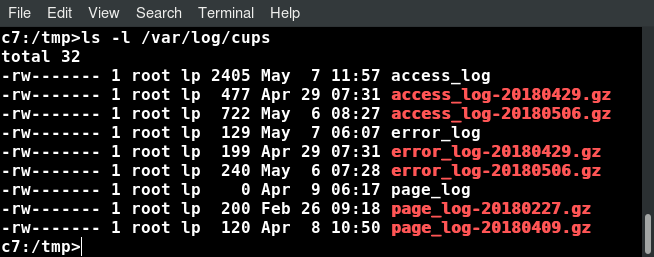 File Edit View Search Terminal Help
c7:/tmp>ls -l /var/log/cups
total 32
-rw------- 1 root lp 2405 May  7 11:57 access_log
-rw------- 1 root lp  477 Apr 29 07:31 access_log-20180429.gz
-rw------- 1 root lp  722 May  6 08:27 access_log-20180506.gz
-rw------- 1 root lp  129 May  7 06:07 error_log
-rw------- 1 root lp  199 Apr 29 07:31 error_log-20180429.gz
-rw------- 1 root lp  240 May  6 07:28 error_log-20180506.gz
-rw------- 1 root lp    0 Apr  9 06:17 page_log
-rw------- 1 root lp  200 Feb 26 09:18 page_log-20180227.gz
-rw------- 1 root lp  120 Apr  8 10:50 page_log-20180409.gz
c7:/tmp>